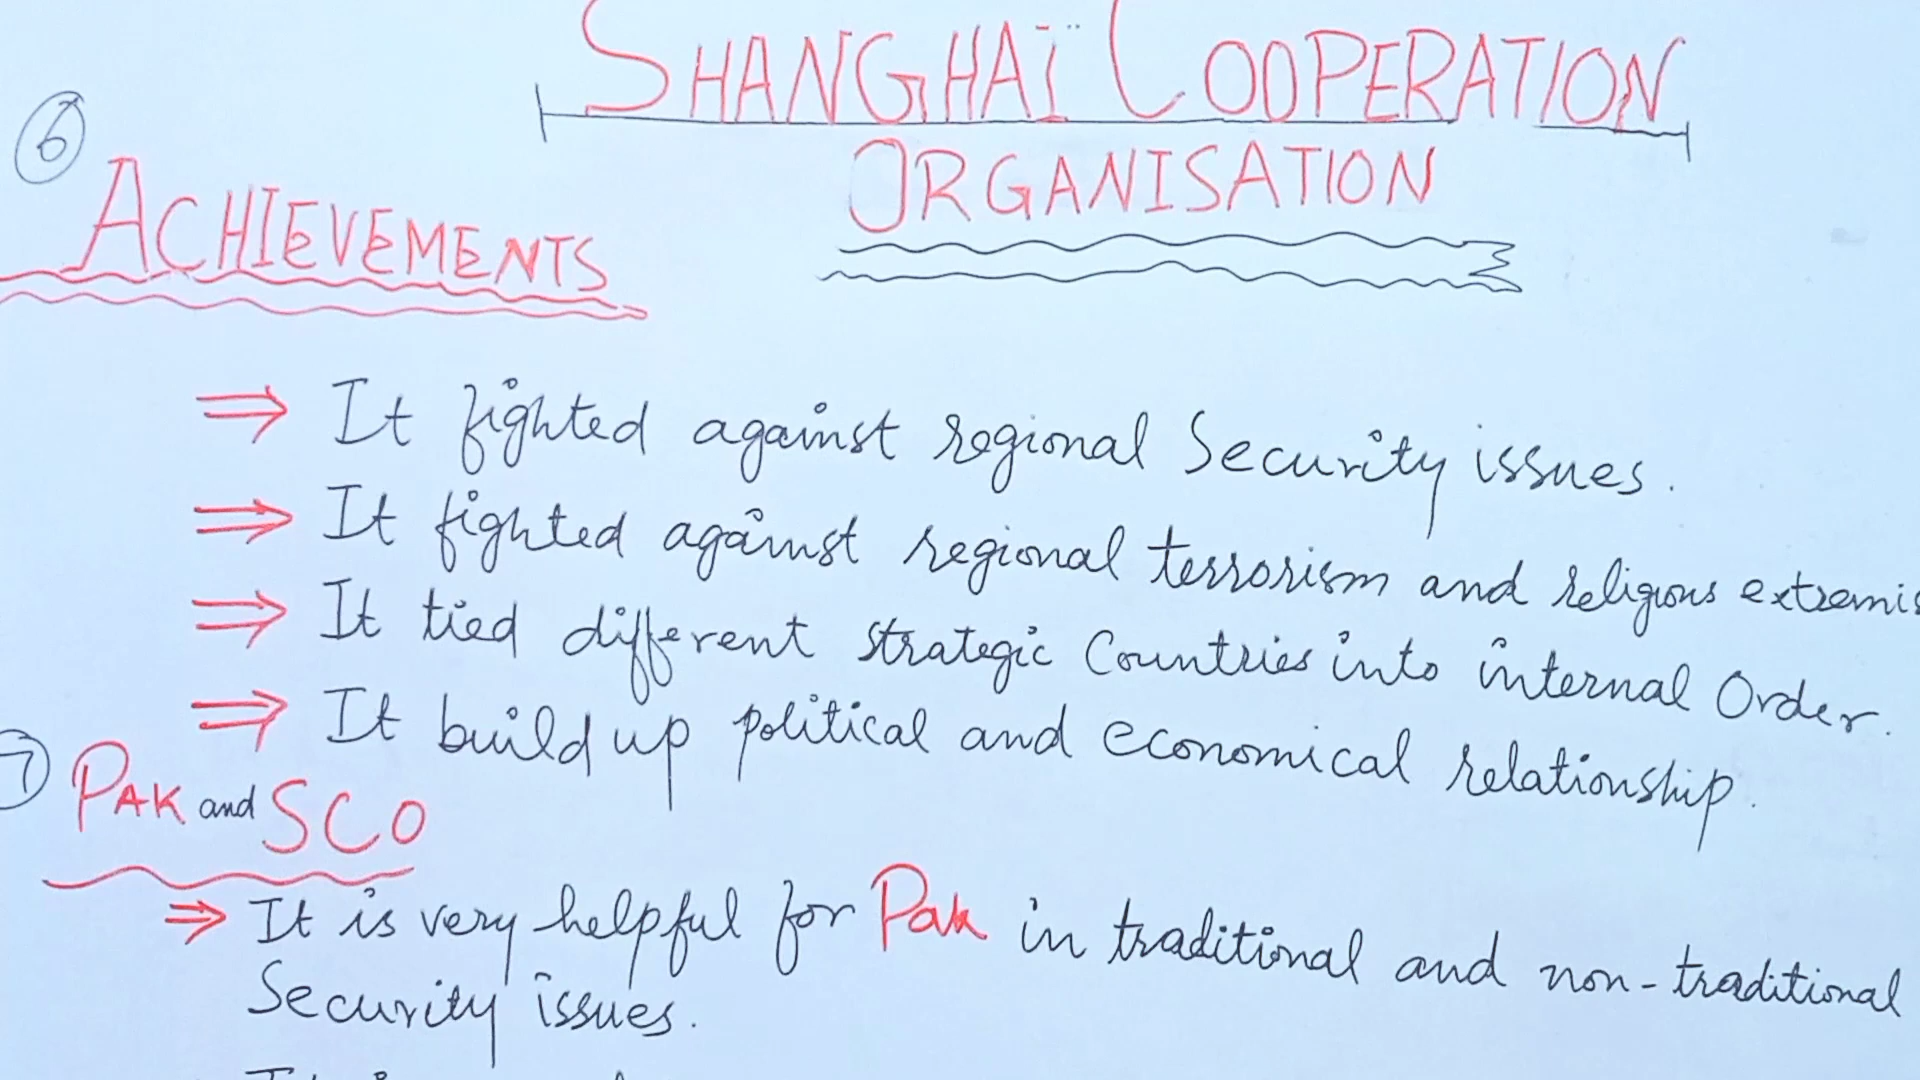 SHANGHAI COOPERATION
ORGANISATION
6
ACHIEVEMENTS
⇒ It fighted against regional Security issues.
⇒ It fighted against regional terrorism and religious extremis
⇒ It tied different strategic Countries into internal Order.
⇒ It build up political and economical relationship.
7 PAK and SCO
⇒ It is very helpful for Pak in traditional and non-traditional
Security issues.